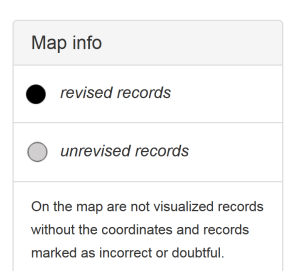 Map info
revised records
unrevised records
On the map are not visualized records
without the coordinates and records
marked as incorrect or doubtful.